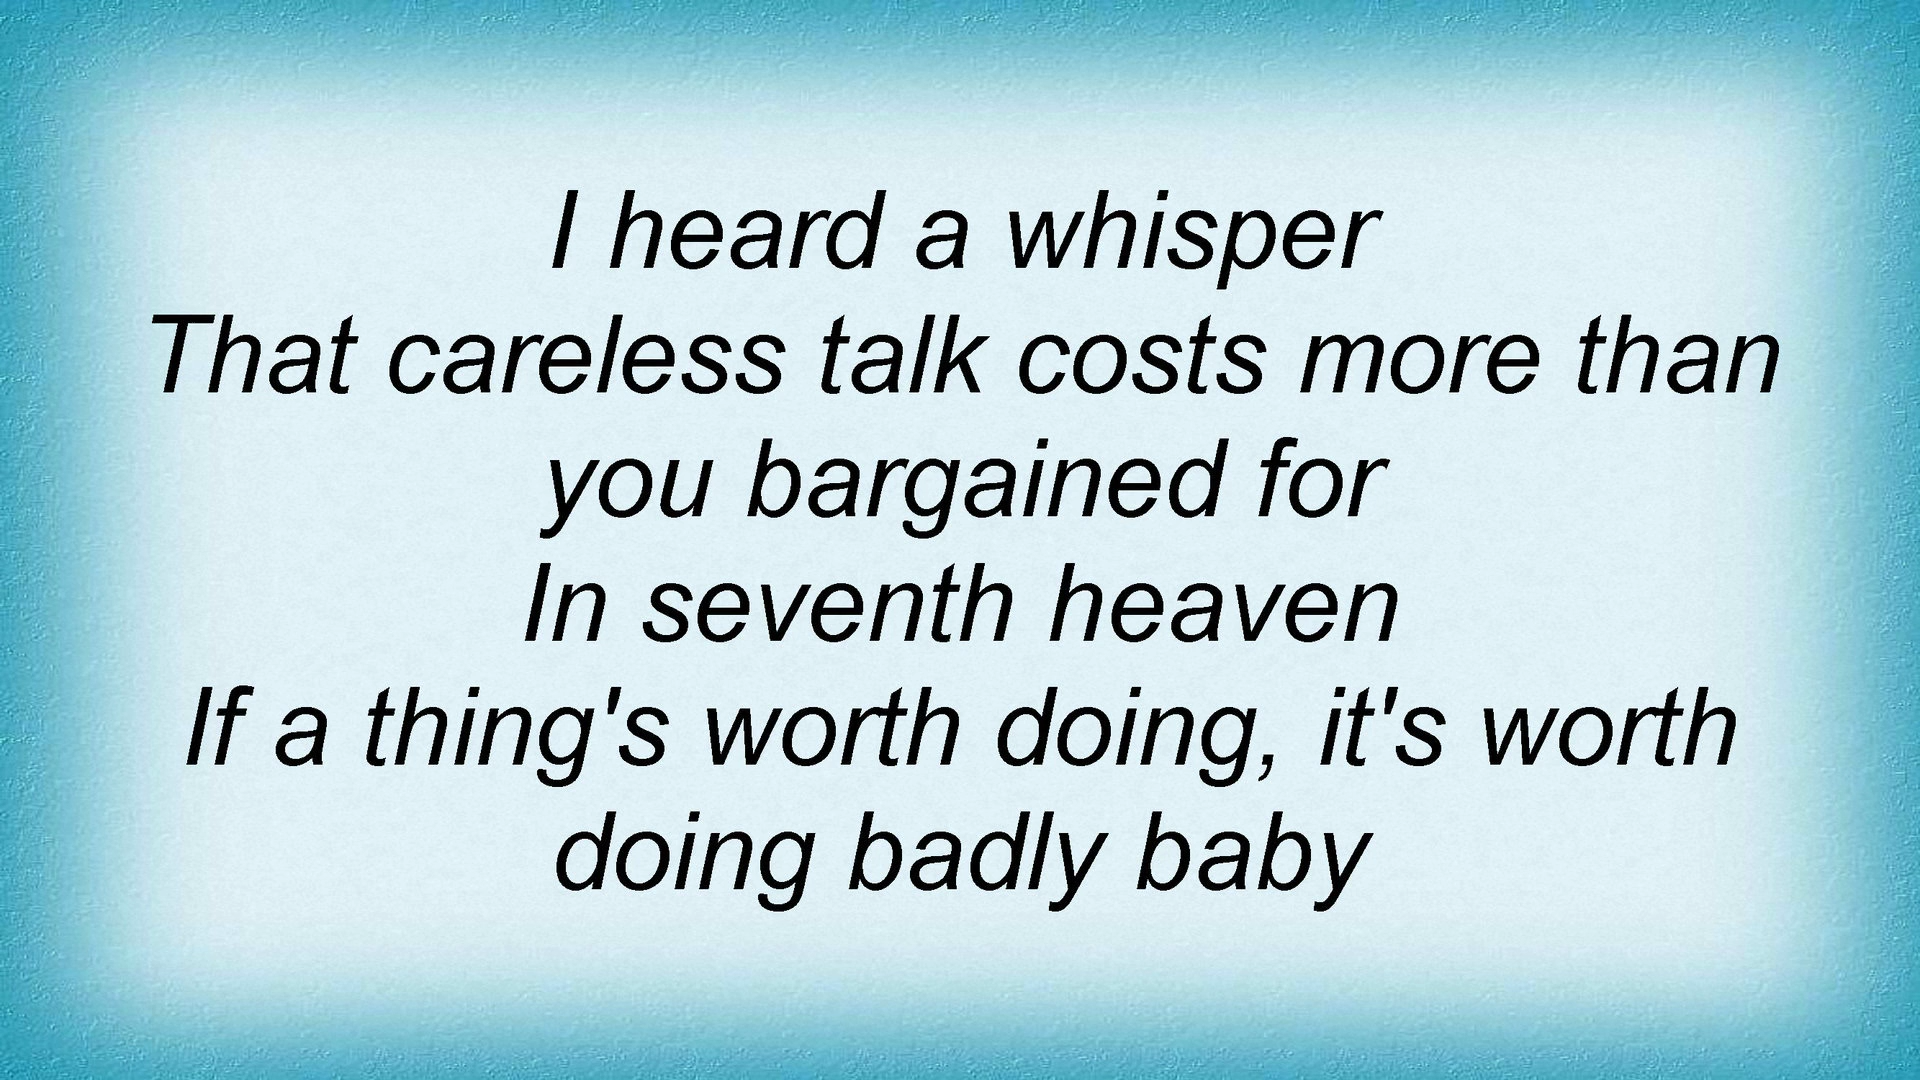 I heard a whisper
That careless talk costs more than
you bargained for
In seventh heaven
If a thing's worth doing, it's worth
doing badly baby